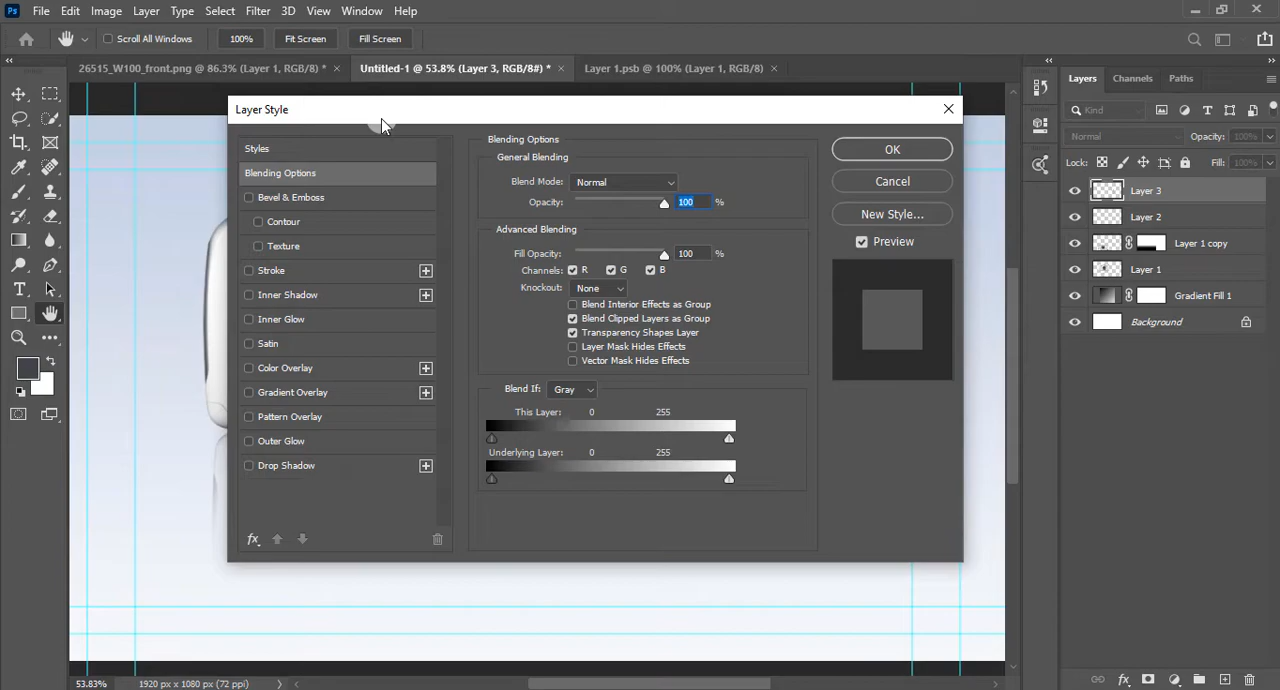 Ps File Edit Image Layer Type Select Filter 3D View Window Help
Scroll All Windows 100% Fit Screen Fill Screen
26515_W100_front.png @ 86.3% (Layer 1, RGB/8) * × Untitled-1 @ 53.8% (Layer 3, RGB/8#) * × Layer 1.psb @ 100% (Layer 1, RGB/8) ×
Layers Channels Paths
Kind
Normal Opacity: 100%
Lock: Fill: 100%
Layer 3
Layer 2
Layer 1 copy
Layer 1
Gradient Fill 1
Background
Layer Style
Styles
Blending Options
Bevel & Emboss
Contour
Texture
Stroke
Inner Shadow
Inner Glow
Satin
Color Overlay
Gradient Overlay
Pattern Overlay
Outer Glow
Drop Shadow
fx
Blending Options
General Blending
Blend Mode: Normal
Opacity: 100 %
Advanced Blending
Fill Opacity: 100 %
Channels: R G B
Knockout: None
Blend Interior Effects as Group
Blend Clipped Layers as Group
Transparency Shapes Layer
Layer Mask Hides Effects
Vector Mask Hides Effects
Blend If: Gray
This Layer: 0 255
Underlying Layer: 0 255
OK
Cancel
New Style...
Preview
53.83% 1920 px x 1080 px (72 ppi)
fx